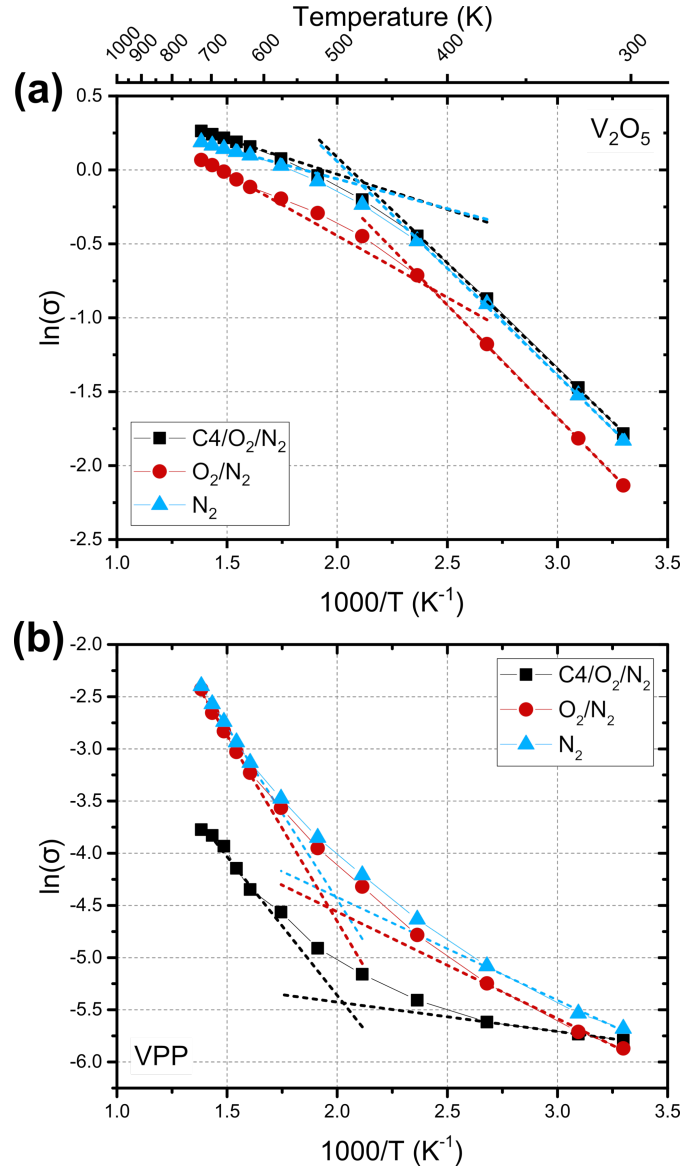 Temperature (K)
1000 900 800 700 600 500 400 300
(a)
0.5
V₂O₅
0.0
-0.5
ln(σ)
-1.0
-1.5
C4/O₂/N₂
-2.0
O₂/N₂
N₂
-2.5
1.0 1.5 2.0 2.5 3.0 3.5
1000/T (K⁻¹)
(b)
-2.0
C4/O₂/N₂
-2.5
O₂/N₂
-3.0
N₂
-3.5
-4.0
ln(σ)
-4.5
-5.0
-5.5
-6.0
VPP
1.0 1.5 2.0 2.5 3.0 3.5
1000/T (K⁻¹)